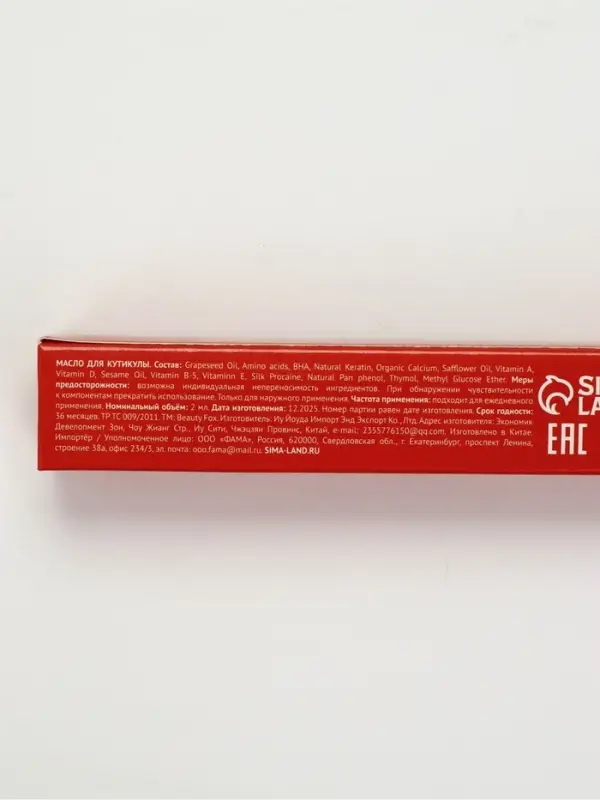 МАСЛО ДЛЯ КУТИКУЛЫ. Состав: Grapeseed Oil, Amino acids, BHA, Natural Keratin, Organic Calcium, Safflower Oil, Vitamin A,
Vitamin D, Sesame Oil, Vitamin B-5, Vitaminn E, Silk Procaine, Natural Pan phenol, Thymol, Methyl Glucose Ether. Меры
предосторожности: возможна индивидуальная непереносимость ингредиентов. При обнаружении чувствительности
к компонентам прекратить использование. Только для наружного применения. Частота применения: подходит для ежедневного
применения. Номинальный объём: 2 мл. Дата изготовления: 12.2025. Номер партии равен дате изготовления. Срок годности:
36 месяцев. ТР ТС 009/2011. ТМ: Beauty Fox. Изготовитель: Иу Йоуда Импорт Энд Экспорт Ко., Лтд. Адрес изготовителя: Экономия
Девелопмент Зон, Чоу Жианг Стр., Иу Сити, Чжэцзян Провинс, Китай, e-mail: 2355776150@qq.com. Изготовлено в Китае.
Импортёр / Уполномоченное лицо: ООО «ФАМА», Россия, 620000, Свердловская обл., г. Екатеринбург, проспект Ленина,
строение 38а, офис 234/3, эл. почта: ooo.fama@mail.ru. SIMA-LAND.RU
SIMA
LAND
EAC